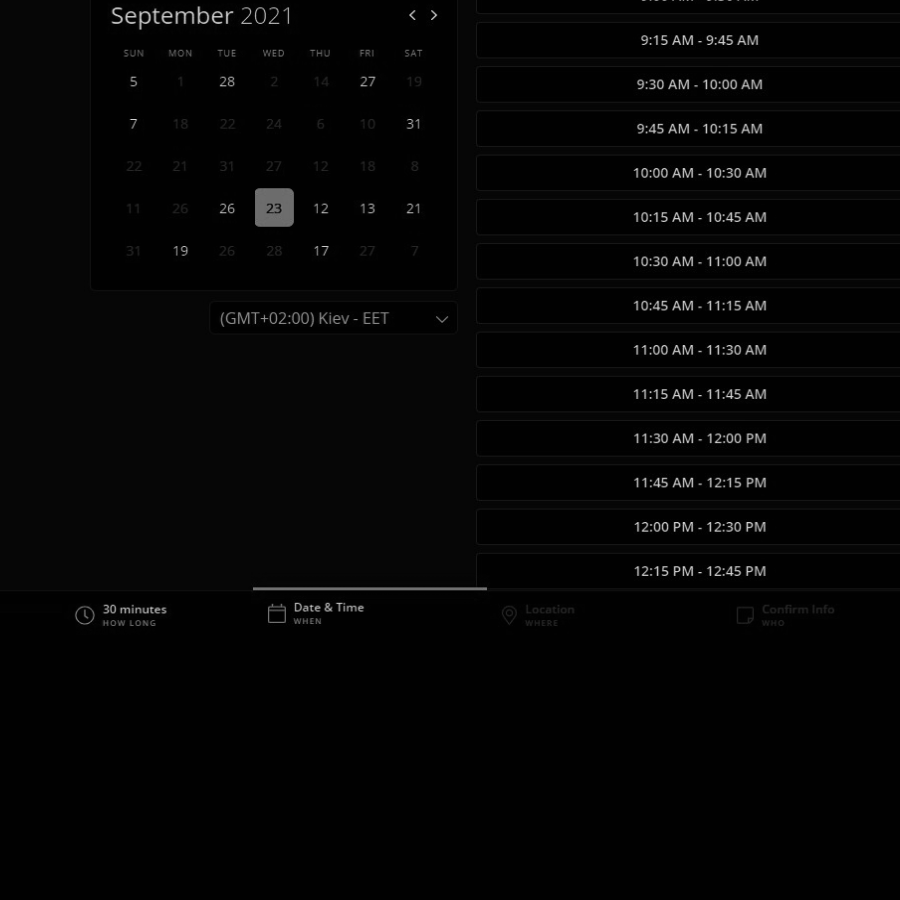 September 2021
SUN MON TUE WED THU FRI SAT
5 1 28 2 14 27 19
7 18 22 24 6 10 31
22 21 31 27 12 18 8
11 26 26 23 12 13 21
31 19 26 28 17 27 7
(GMT+02:00) Kiev - EET
9:15 AM - 9:45 AM
9:30 AM - 10:00 AM
9:45 AM - 10:15 AM
10:00 AM - 10:30 AM
10:15 AM - 10:45 AM
10:30 AM - 11:00 AM
10:45 AM - 11:15 AM
11:00 AM - 11:30 AM
11:15 AM - 11:45 AM
11:30 AM - 12:00 PM
11:45 AM - 12:15 PM
12:00 PM - 12:30 PM
12:15 PM - 12:45 PM
30 minutes
HOW LONG
Date & Time
WHEN
Location
WHERE
Confirm Info
WHO